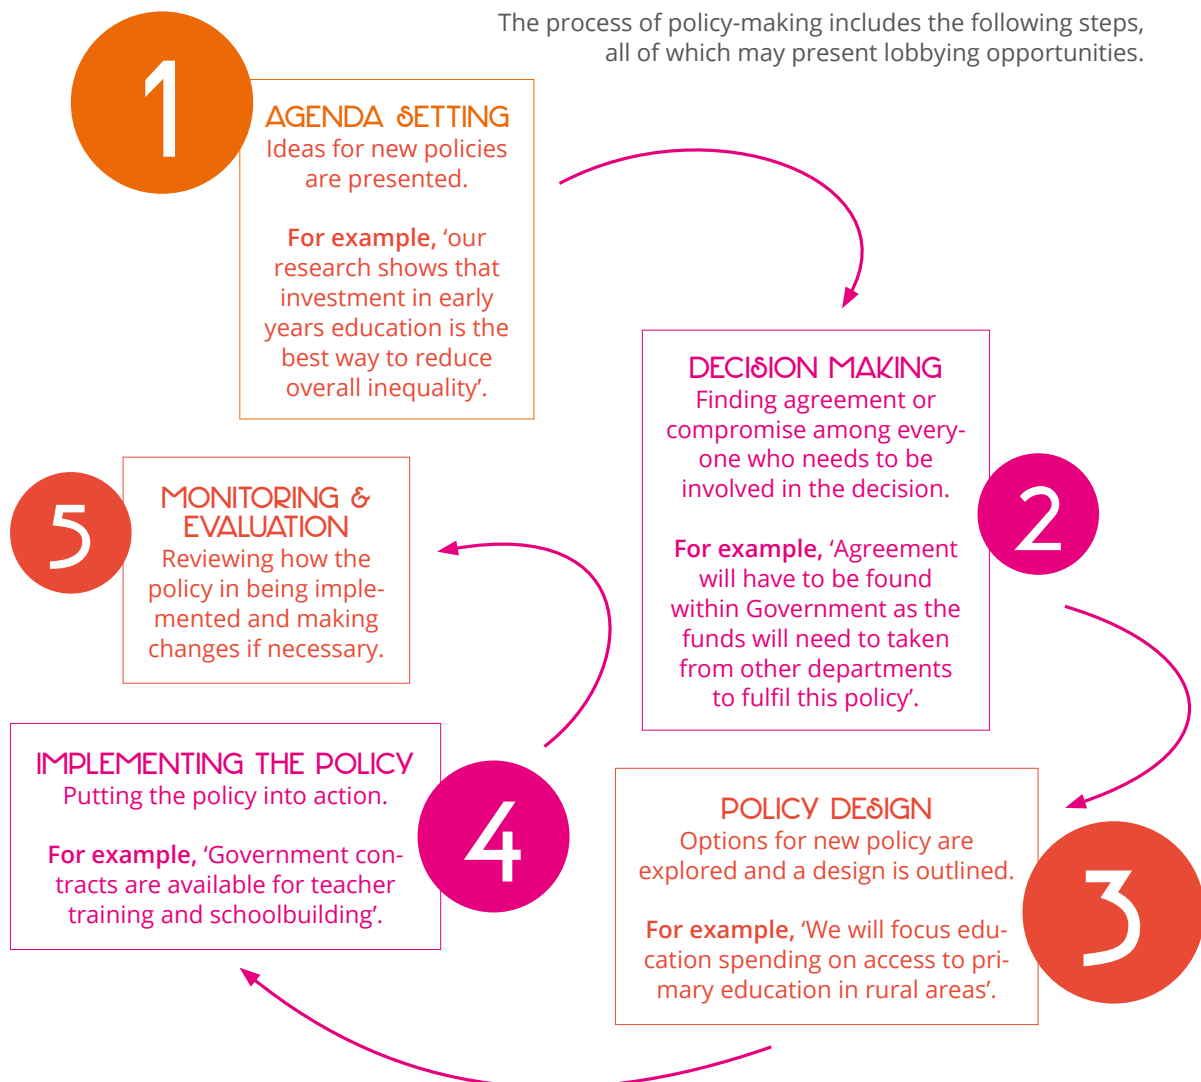 The process of policy-making includes the following steps,
all of which may present lobbying opportunities.
1
AGENDA SETTING
Ideas for new policies
are presented.
For example, ‘our
research shows that
investment in early
years education is the
best way to reduce
overall inequality’.
DECISION MAKING
Finding agreement or
compromise among every-
one who needs to be
involved in the decision.
For example, ‘Agreement
will have to be found
within Government as the
funds will need to taken
from other departments
to fulfil this policy’.
2
POLICY DESIGN
Options for new policy are
explored and a design is outlined.
For example, ‘We will focus edu-
cation spending on access to pri-
mary education in rural areas’.
3
IMPLEMENTING THE POLICY
Putting the policy into action.
For example, ‘Government con-
tracts are available for teacher
training and schoolbuilding’.
4
5
MONITORING &
EVALUATION
Reviewing how the
policy in being imple-
mented and making
changes if necessary.